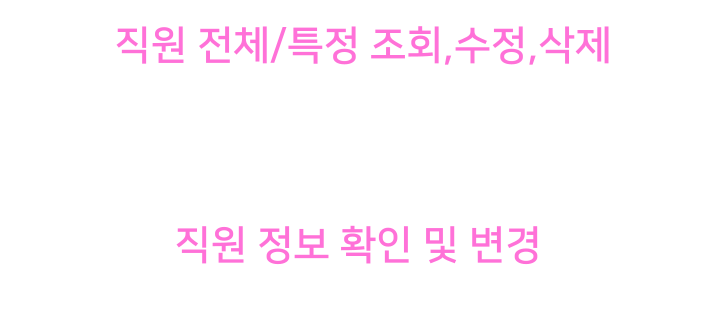 직원 전체/특정 조회,수정,삭제
직원 정보 확인 및 변경